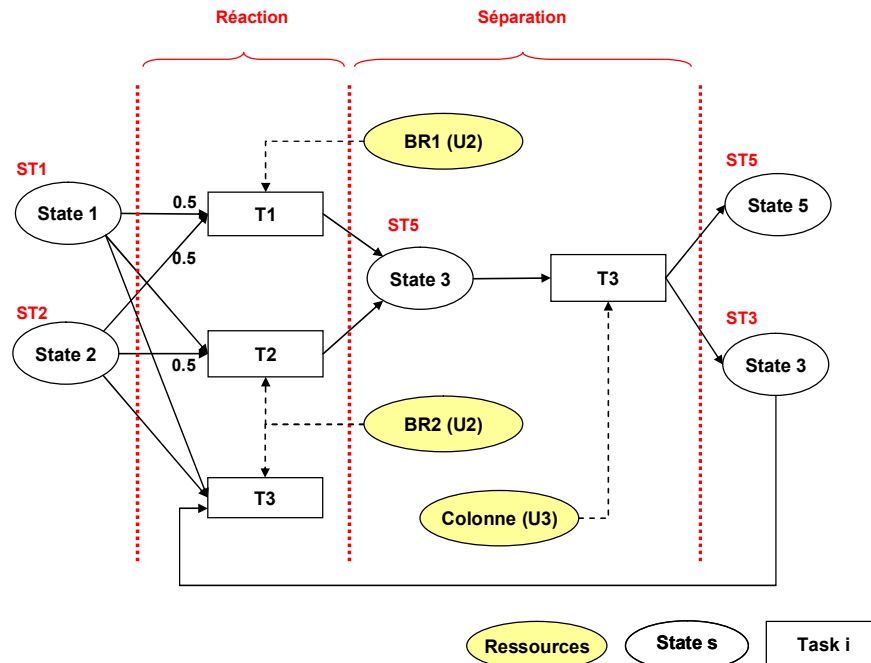 Réaction
Séparation
BR1 (U2)
ST1
ST5
State 1
0.5
T1
ST5
State 5
0.5
State 3
T3
ST2
State 2
0.5
T2
ST3
State 3
BR2 (U2)
T3
Colonne (U3)
Ressources
State s
Task i